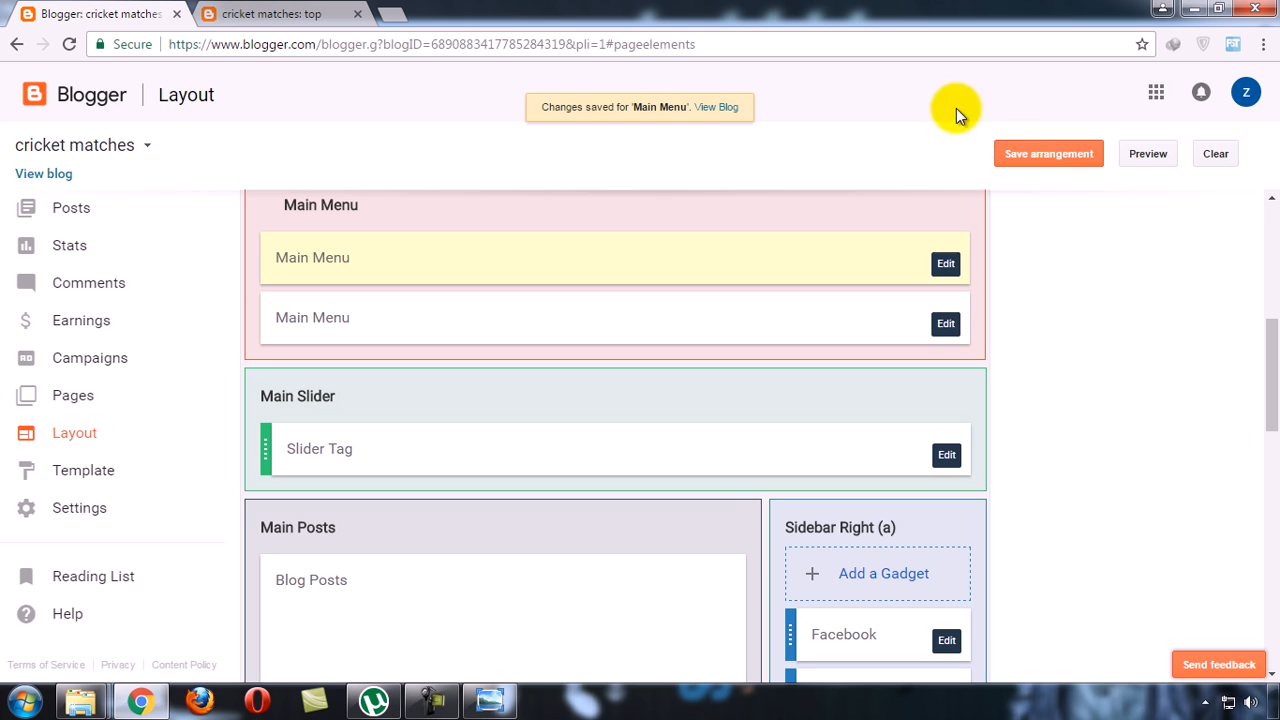 Blogger: cricket matches
cricket matches: top
Secure
https://www.blogger.com/blogger.g?blogID=6890883417785261319&pli=1#pageelements
Blogger
Layout
Changes saved for 'Main Menu'. View Blog
Z
cricket matches
Save arrangement
Preview
Clear
View blog
Posts
Stats
Comments
Earnings
Campaigns
Pages
Layout
Template
Settings
Reading List
Help
Terms of Service
Privacy
Content Policy
Main Menu
Main Menu
Edit
Main Menu
Edit
Main Slider
Slider Tag
Edit
Main Posts
Blog Posts
Sidebar Right (a)
Add a Gadget
Facebook
Edit
Send feedback